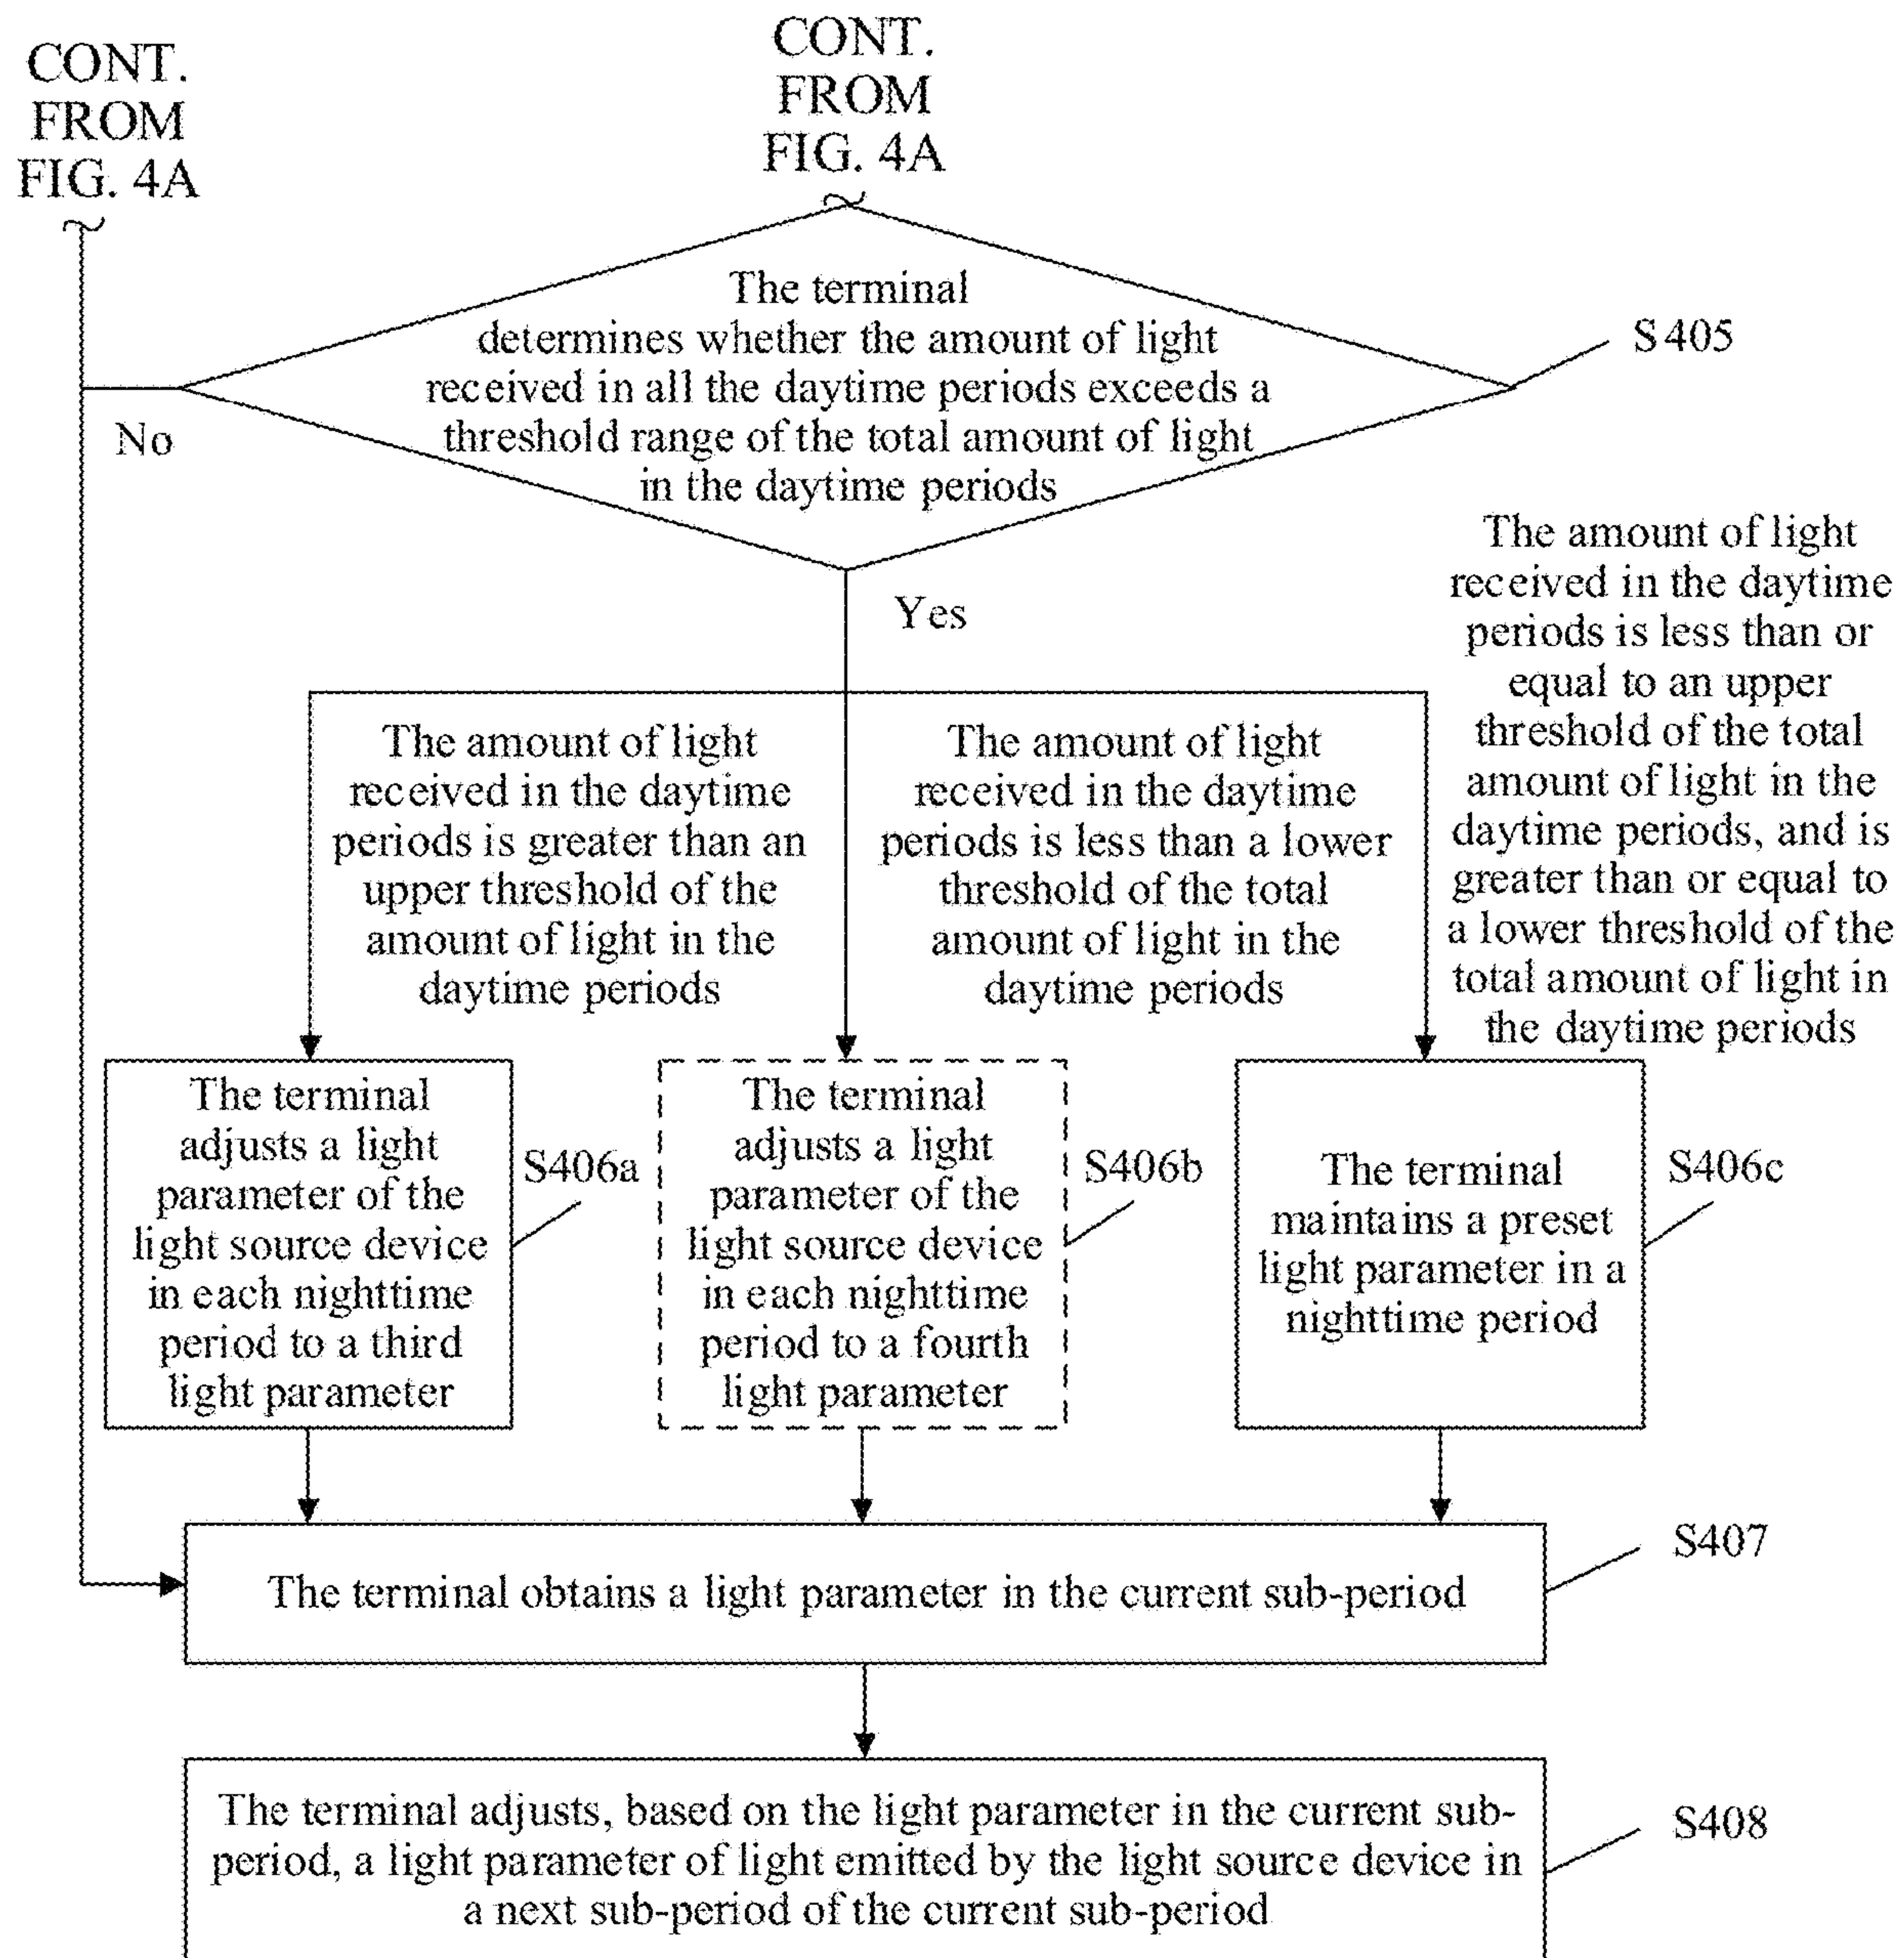 CONT.
FROM
FIG. 4A
CONT.
FROM
FIG. 4A
The terminal
determines whether the amount of light
received in all the daytime periods exceeds a
threshold range of the total amount of light
in the daytime periods
S405
No
Yes
The amount of light
received in the daytime
periods is greater than an
upper threshold of the
amount of light in the
daytime periods
The amount of light
received in the daytime
periods is less than a lower
threshold of the total
amount of light in the
daytime periods
The amount of light
received in the daytime
periods is less than or
equal to an upper
threshold of the total
amount of light in the
daytime periods, and is
greater than or equal to
a lower threshold of the
total amount of light in
the daytime periods
The terminal
adjusts a light
parameter of the
light source device
in each nighttime
period to a third
light parameter
S406a
The terminal
adjusts a light
parameter of the
light source device
in each nighttime
period to a fourth
light parameter
S406b
The terminal
maintains a preset
light parameter in a
nighttime period
S406c
The terminal obtains a light parameter in the current sub-period
S407
The terminal adjusts, based on the light parameter in the current sub-
period, a light parameter of light emitted by the light source device in
a next sub-period of the current sub-period
S408